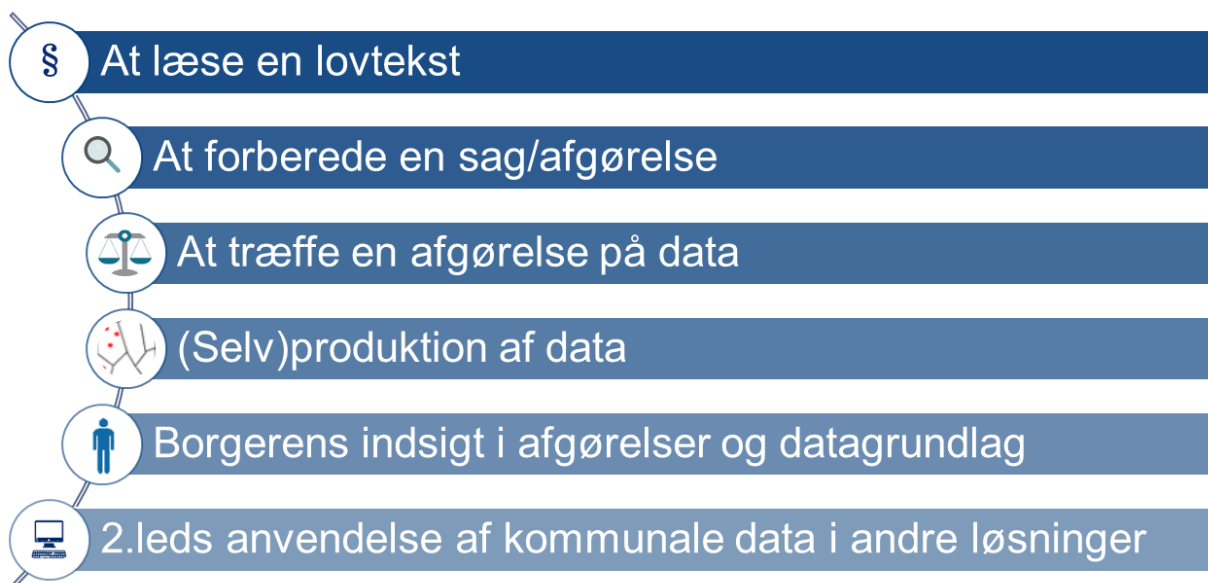 § At læse en lovtekst
At forberede en sag/afgørelse
At træffe en afgørelse på data
(Selv)produktion af data
Borgerens indsigt i afgørelser og datagrundlag
2.leds anvendelse af kommunale data i andre løsninger